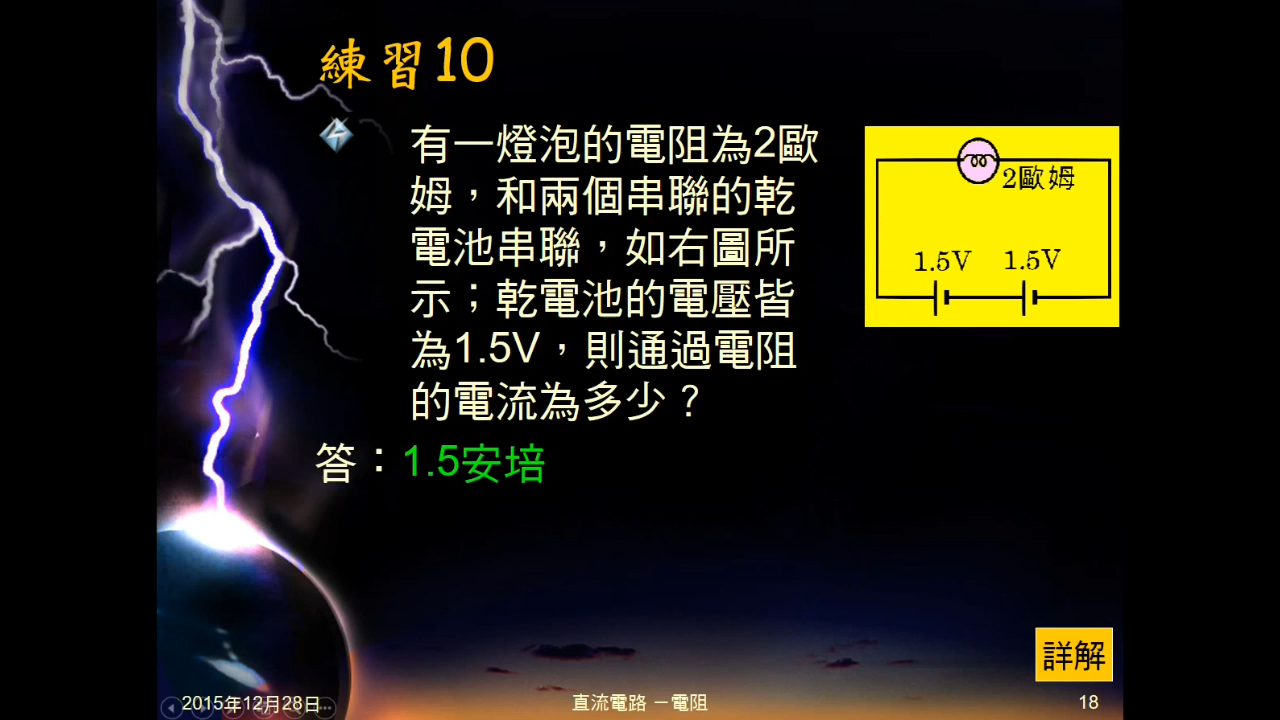 練習10
有一燈泡的電阻為2歐
姆，和兩個串聯的乾
電池串聯，如右圖所
示；乾電池的電壓皆
為1.5V，則通過電阻
的電流為多少？
答：1.5安培
2歐姆
1.5V 1.5V
詳解
2015年12月28日
直流電路 － 電阻
18